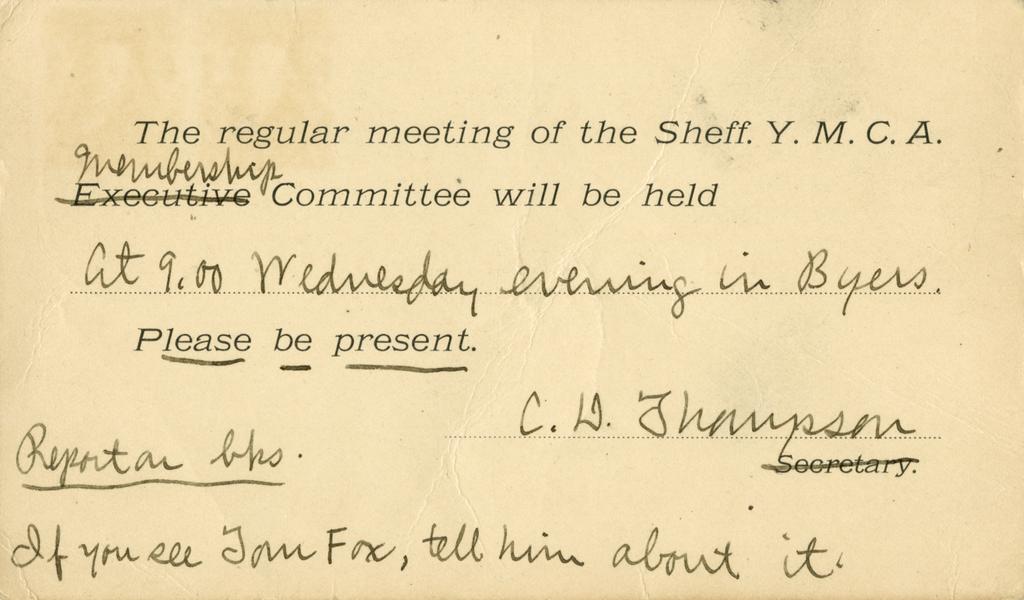 The regular meeting of the Sheff. Y. M. C. A.
Membership
Executive Committee will be held
At 9.00 Wednesday evening in Byers.
Please be present.
C. D. Thompson
Secretary.
Report on bks.
If you see Tom Fox, tell him about it.